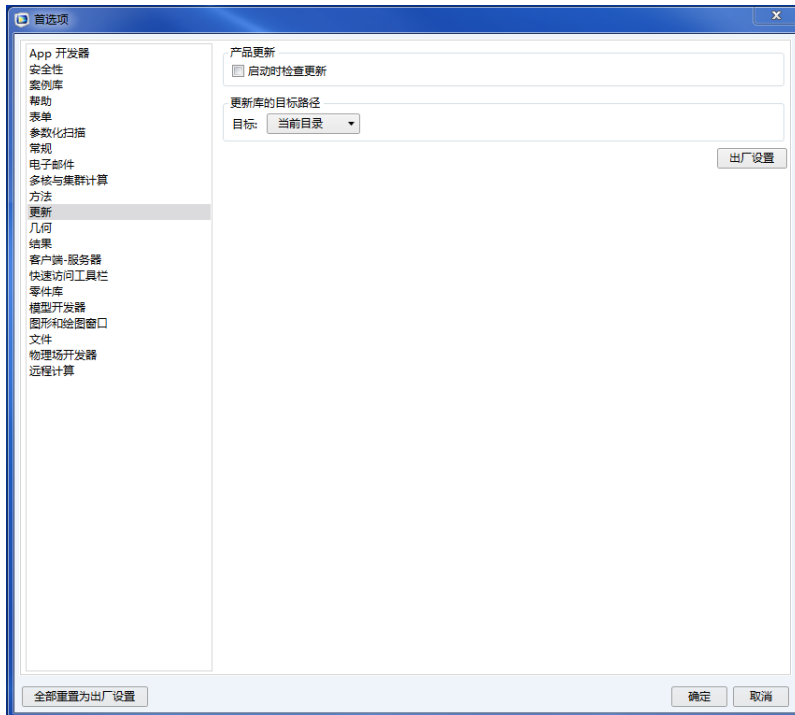 首选项
x
App 开发器
安全性
案例库
帮助
表单
参数化扫描
常规
电子邮件
多核与集群计算
方法
更新
几何
结果
客户端-服务器
快速访问工具栏
零件库
模型开发器
图形和绘图窗口
文件
物理场开发器
远程计算
产品更新
启动时检查更新
更新库的目标路径
目标: 当前目录
出厂设置
全部重置为出厂设置
确定
取消